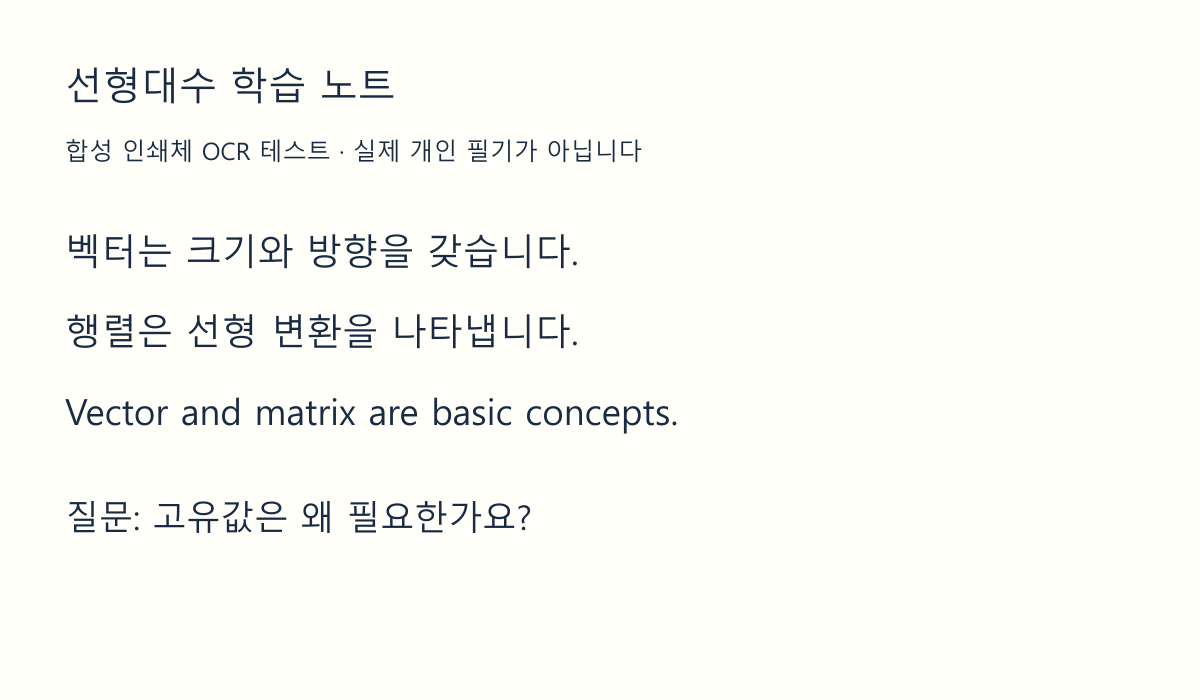 선형대수 학습 노트
합성 인쇄체 OCR 테스트 · 실제 개인 필기가 아닙니다
벡터는 크기와 방향을 갖습니다.
행렬은 선형 변환을 나타냅니다.
Vector and matrix are basic concepts.
질문: 고유값은 왜 필요한가요?